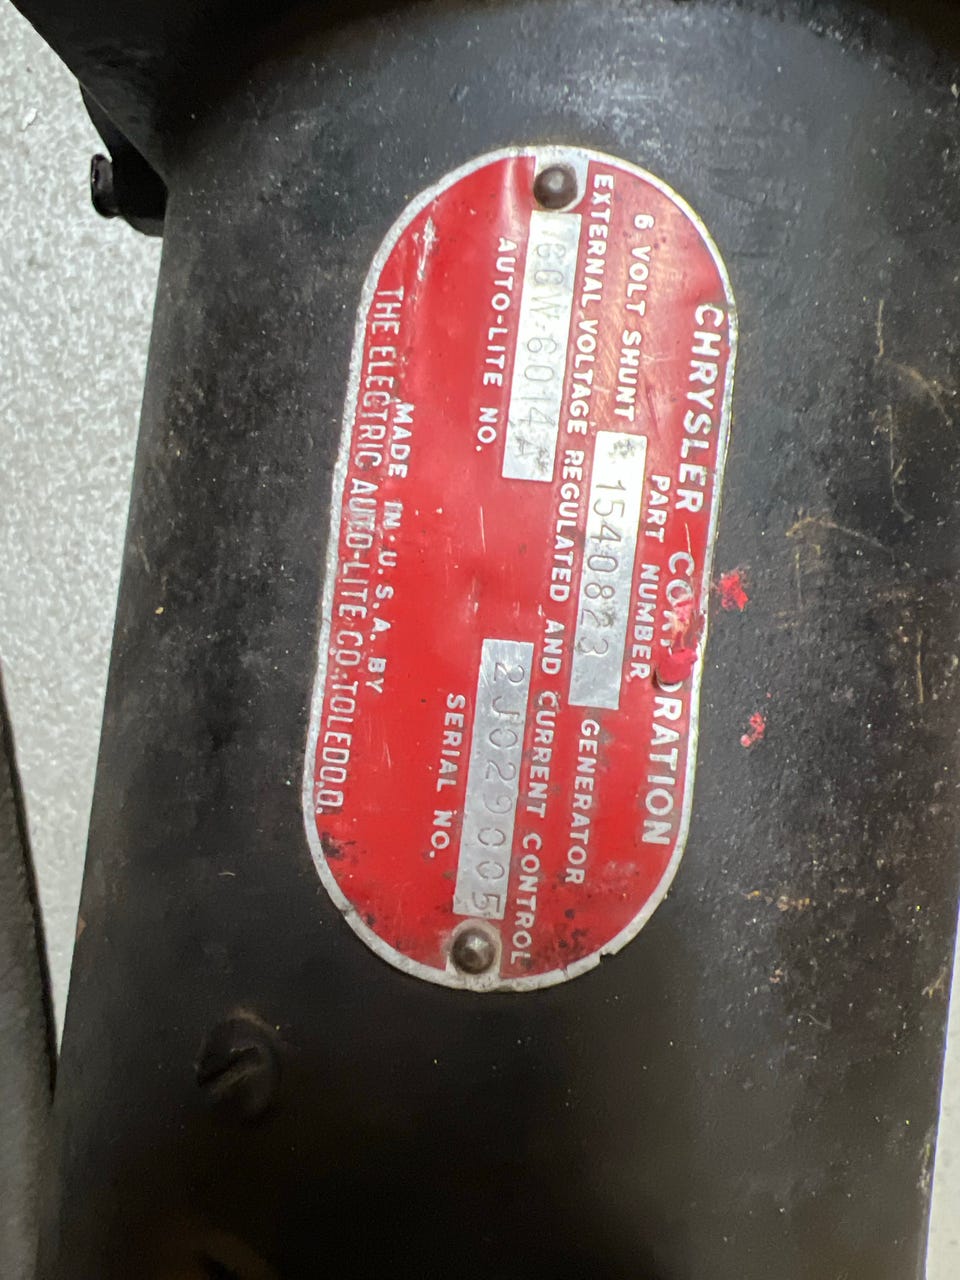 CHRYSLER CORPORATION
PART NUMBER
6 VOLT SHUNT 1540823 GENERATOR
EXTERNAL VOLTAGE REGULATED AND CURRENT CONTROL
GGW-6014A 2J029005
AUTO-LITE NO. SERIAL NO.
MADE IN U.S.A. BY
THE ELECTRIC AUTO-LITE CO., TOLEDO, O.